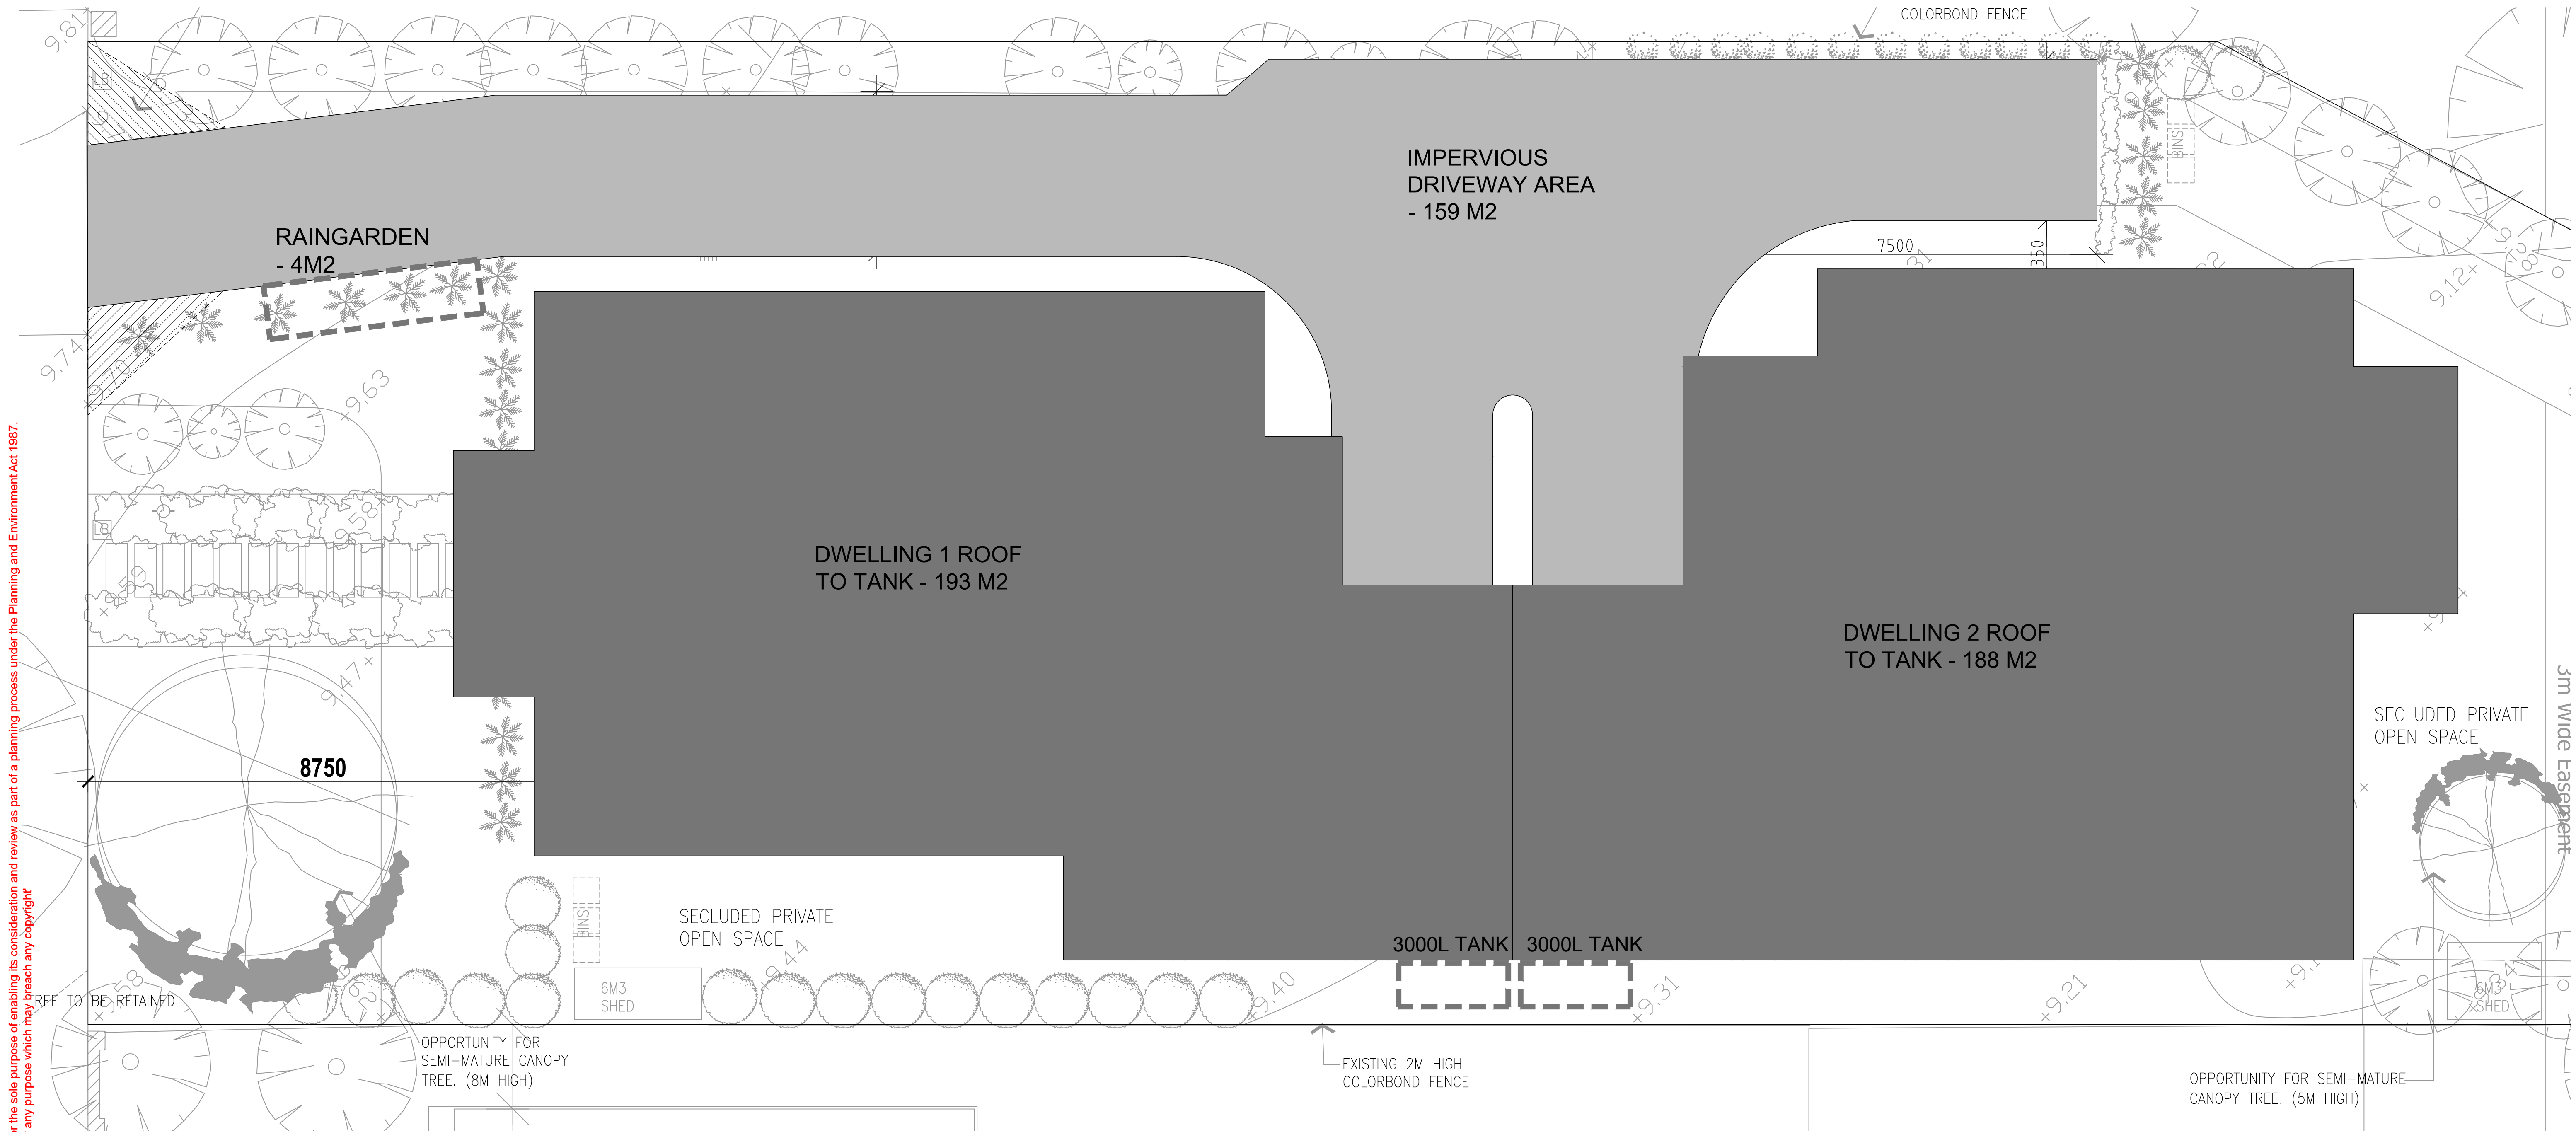 COLORBOND FENCE
9.81
LB
IMPERVIOUS
DRIVEWAY AREA
- 159 M2
BINS
RAINGARDEN
- 4M2
7500
350
9.12
9.74
9.63
LB
9.47
DWELLING 1 ROOF
TO TANK - 193 M2
DWELLING 2 ROOF
TO TANK - 188 M2
3m Wide Easement
SECLUDED PRIVATE
OPEN SPACE
8750
BINS
SECLUDED PRIVATE
OPEN SPACE
9.44
3000L TANK
3000L TANK
6M3
SHED
9.40
9.31
9.21
6M3
SHED
TREE TO BE RETAINED
9.58
OPPORTUNITY FOR
SEMI-MATURE CANOPY
TREE. (8M HIGH)
EXISTING 2M HIGH
COLORBOND FENCE
OPPORTUNITY FOR SEMI-MATURE
CANOPY TREE. (5M HIGH)
the sole purpose of enabling its consideration and review as part of a planning process under the Planning and Environment Act 1987.
any purpose which may breach any copyright'